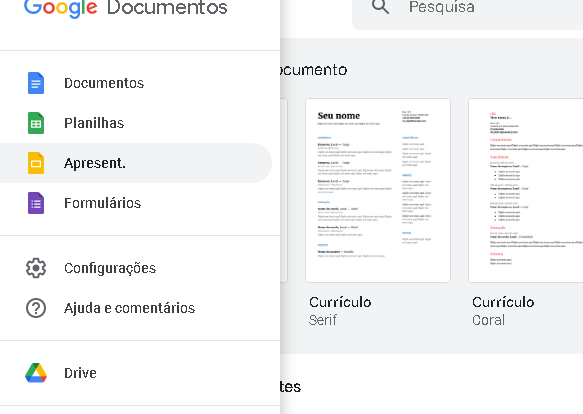 Google Documentos
Pesquisa
Documentos
Planilhas
Apresent.
Formulários
Configurações
Ajuda e comentários
Drive
ocumento
Seu nome
Currículo
Serif
Currículo
Coral
tes